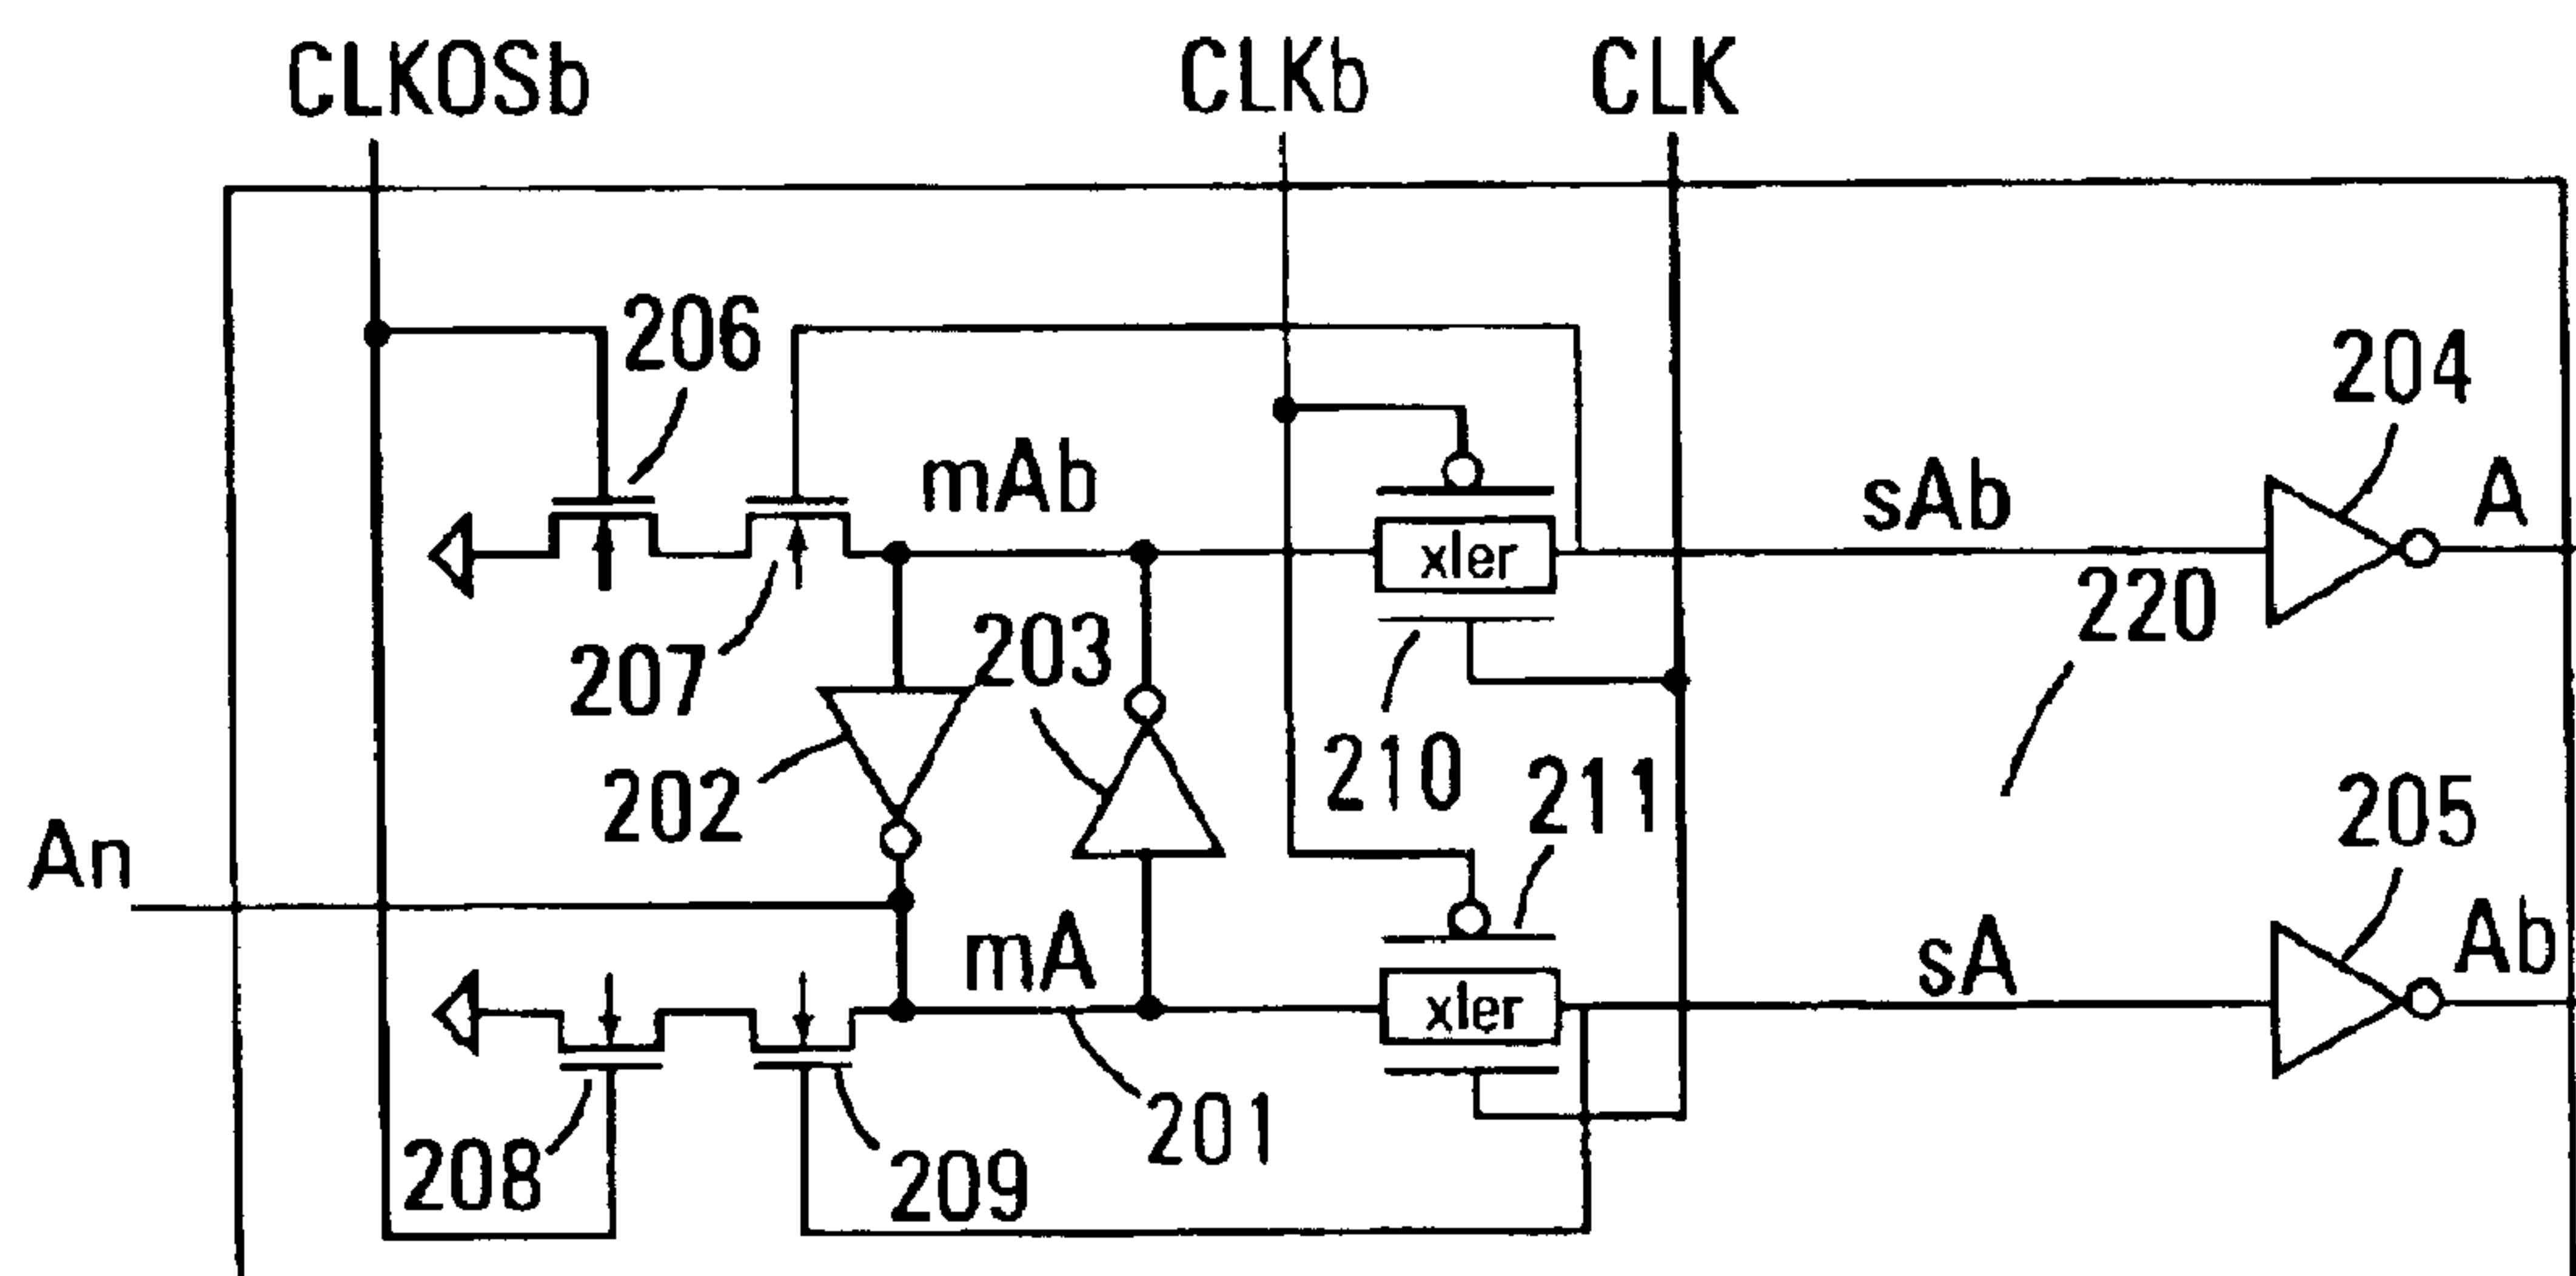 CLKOSb CLKb CLK
206
204
mAb
sAb
A
xler
220
203
207
210
211
202
205
An
mA
sA
Ab
xler
201
208
209